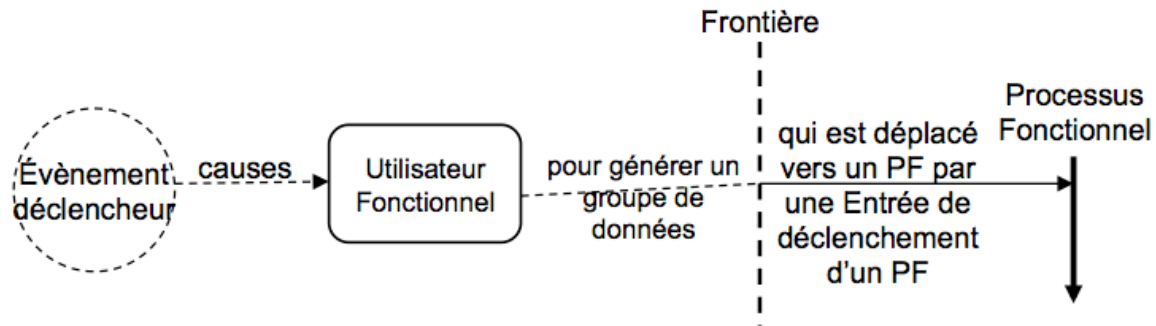 Frontière
Évènement
déclencheur
causes
Utilisateur
Fonctionnel
pour générer un
groupe de
données
qui est déplacé
vers un PF par
une Entrée de
déclenchement
d'un PF
Processus
Fonctionnel